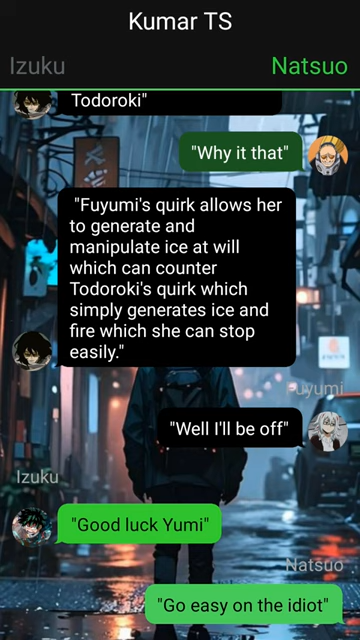 Kumar TS
Izuku
Natsuo
Todoroki"
"Why it that"
"Fuyumi's quirk allows her
to generate and
manipulate ice at will
which can counter
Todoroki's quirk which
simply generates ice and
fire which she can stop
easily."
Fuyumi
"Well I'll be off"
Izuku
"Good luck Yumi"
Natsuo
"Go easy on the idiot"